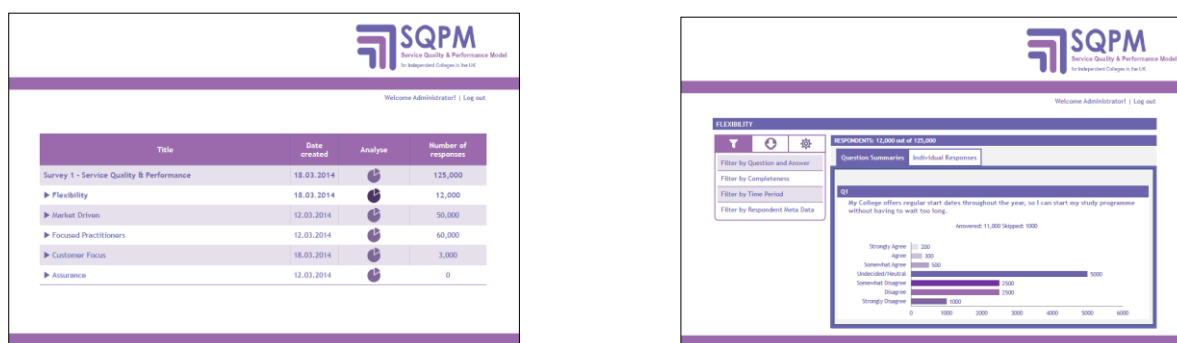 SQPM
Service Quality & Performance Model
for Independent Colleges in the UK
Welcome Administrator! | Log out
Title Date created Analyse Number of responses
Survey 1 - Service Quality & Performance 18.03.2014 125,000
▶ Flexibility 18.03.2014 12,000
▶ Market Driven 12.03.2014 50,000
▶ Focused Practitioners 12.03.2014 60,000
▶ Customer Focus 18.03.2014 3,000
▶ Assurance 12.03.2014 0
SQPM
Service Quality & Performance Model
for Independent Colleges in the UK
Welcome Administrator! | Log out
FLEXIBILITY
Filter by Question and Answer
Filter by Completeness
Filter by Time Period
Filter by Respondent Meta Data
RESPONDENTS: 12,000 out of 125,000
Question Summaries Individual Responses
Q1
My College offers regular start dates throughout the year, so I can start my study programme
without having to wait too long.
Answered: 11,000 Skipped: 1000
Strongly Agree 200
Agree 300
Somewhat Agree 500
Undecided/Neutral 5000
Somewhat Disagree 2500
Disagree 2500
Strongly Disagree 1000
0 1000 2000 3000 4000 5000 6000